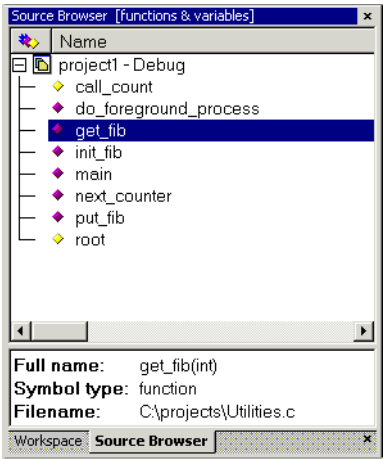 Source Browser [functions & variables]
Name
project1 - Debug
call_count
do_foreground_process
get_fib
init_fib
main
next_counter
put_fib
root
Full name: get_fib(int)
Symbol type: function
Filename: C:\projects\Utilities.c
Workspace Source Browser